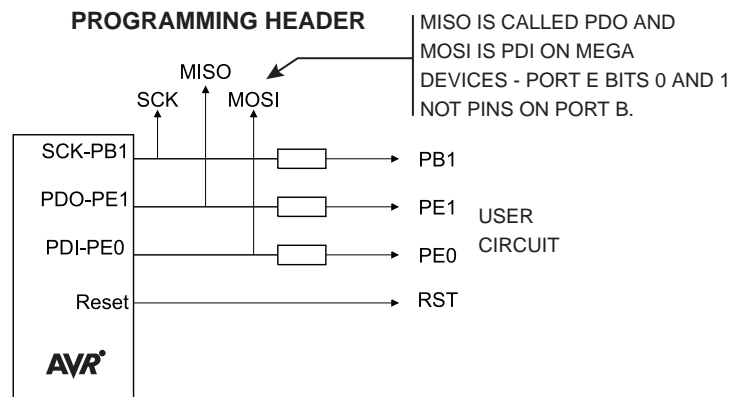 PROGRAMMING HEADER
MISO IS CALLED PDO AND
MOSI IS PDI ON MEGA
DEVICES - PORT E BITS 0 AND 1
NOT PINS ON PORT B.
MISO
SCK
MOSI
SCK-PB1
PB1
PDO-PE1
PE1
USER
CIRCUIT
PDI-PE0
PE0
Reset
RST
AVR